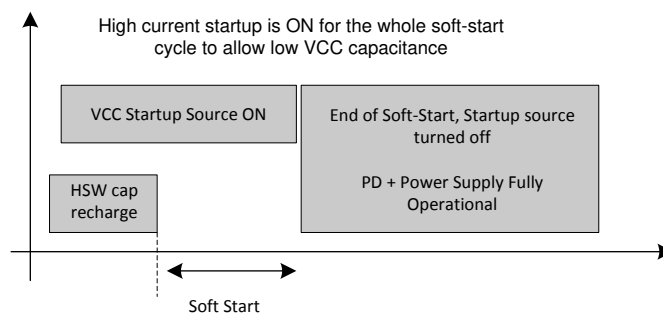 High current startup is ON for the whole soft-start
cycle to allow low VCC capacitance
VCC Startup Source ON
End of Soft-Start, Startup source
turned off
PD + Power Supply Fully
Operational
HSW cap
recharge
Soft Start